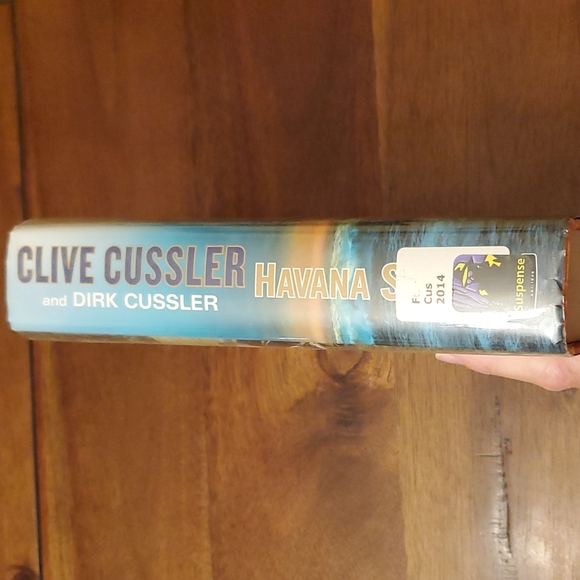 CLIVE CUSSLER
and DIRK CUSSLER
HAVANA S
F
Cus
2014
Suspense